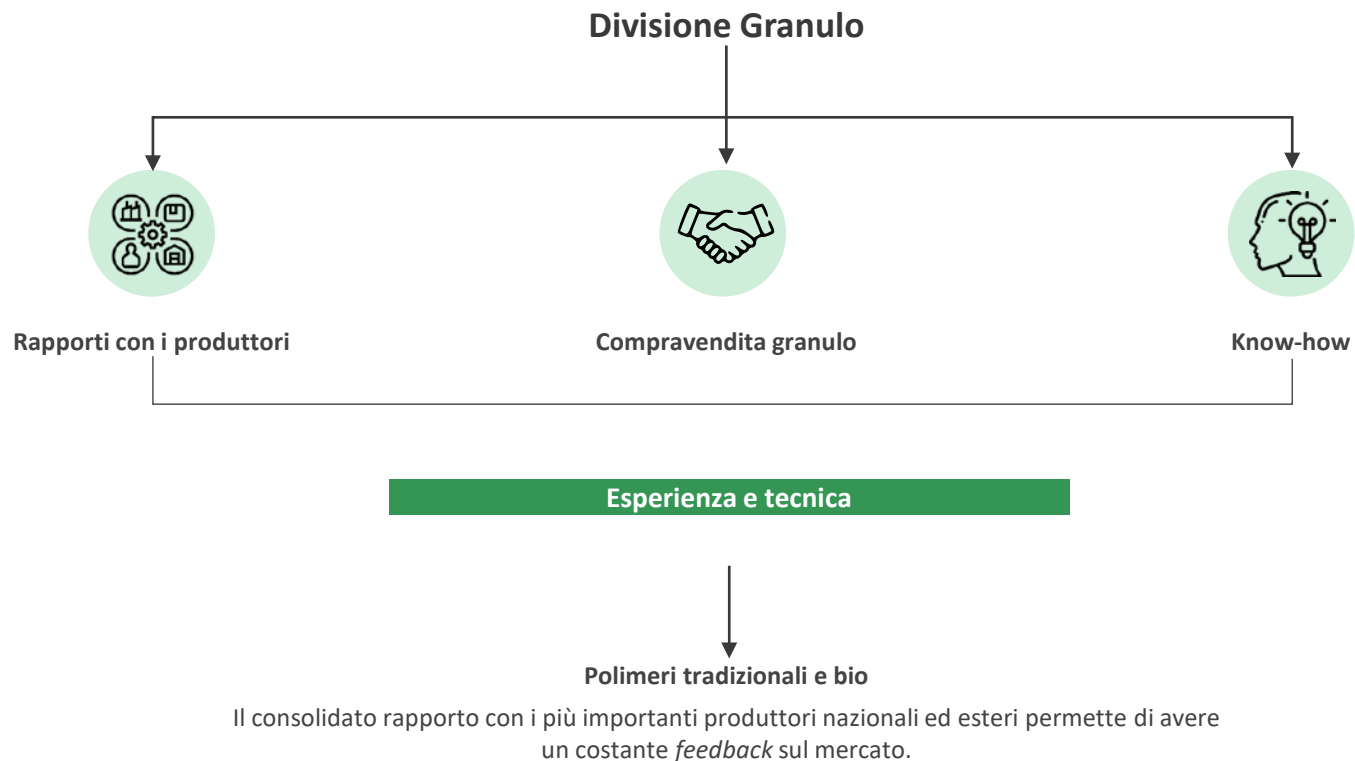 Divisione Granulo
Rapporti con i produttori
Compravendita granulo
Know-how
Esperienza e tecnica
Polimeri tradizionali e bio
Il consolidato rapporto con i più importanti produttori nazionali ed esteri permette di avere
un costante feedback sul mercato.